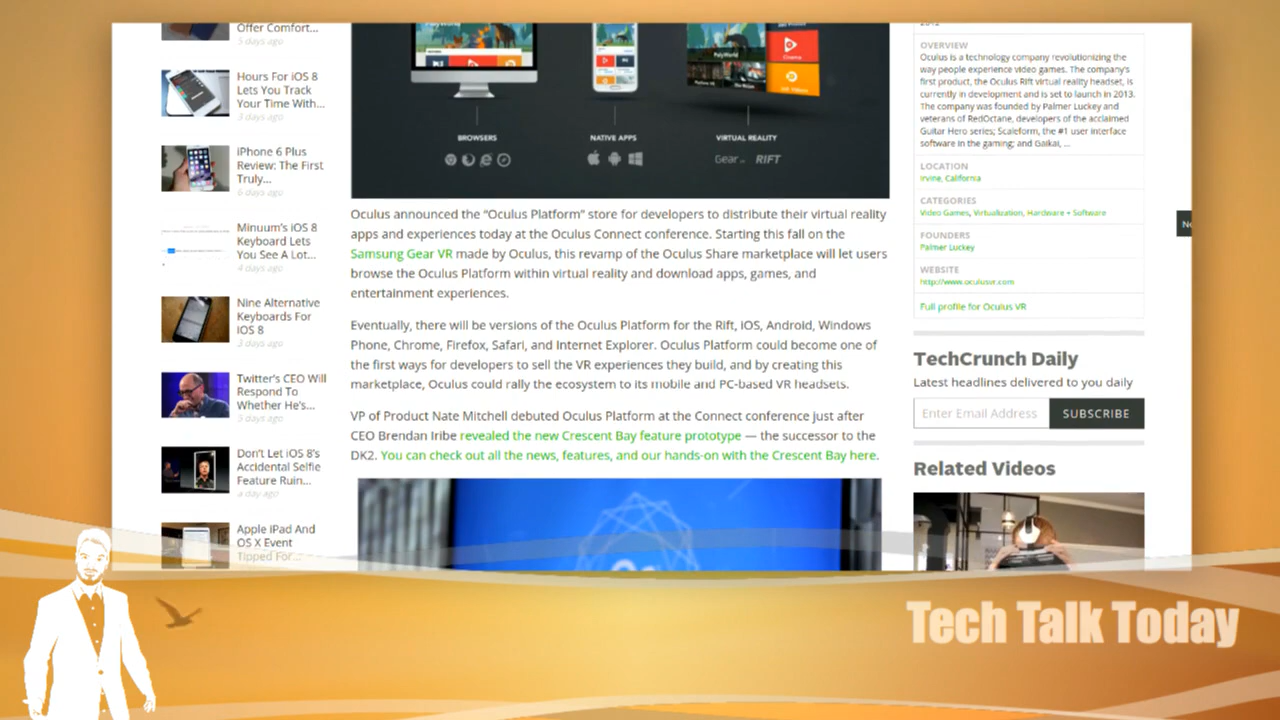 Offer Comfort...
5 days ago
Hours For iOS 8
Lets You Track
Your Time With...
3 days ago
iPhone 6 Plus
Review: The First
Truly...
6 days ago
Minuum's iOS 8
Keyboard Lets
You See A Lot...
4 days ago
Nine Alternative
Keyboards For
iOS 8
3 days ago
Twitter's CEO Will
Respond To
Whether He's...
5 days ago
Don't Let iOS 8's
Accidental Selfie
Feature Ruin...
a day ago
Apple iPad And
OS X Event
Tipped For...
PolyWorld
Cinema
BROWSERS
NATIVE APPS
VIRTUAL REALITY
Gear VR
RIFT
Oculus announced the "Oculus Platform" store for developers to distribute their virtual reality
apps and experiences today at the Oculus Connect conference. Starting this fall on the
Samsung Gear VR made by Oculus, this revamp of the Oculus Share marketplace will let users
browse the Oculus Platform within virtual reality and download apps, games, and
entertainment experiences.
Eventually, there will be versions of the Oculus Platform for the Rift, iOS, Android, Windows
Phone, Chrome, Firefox, Safari, and Internet Explorer. Oculus Platform could become one of
the first ways for developers to sell the VR experiences they build, and by creating this
marketplace, Oculus could rally the ecosystem to its mobile and PC-based VR headsets.
VP of Product Nate Mitchell debuted Oculus Platform at the Connect conference just after
CEO Brendan Iribe revealed the new Crescent Bay feature prototype — the successor to the
DK2. You can check out all the news, features, and our hands-on with the Crescent Bay here.
OVERVIEW
Oculus is a technology company revolutionizing the
way people experience video games. The company's
first product, the Oculus Rift virtual reality headset, is
currently in development and is set to launch in 2013.
The company was founded by Palmer Luckey and
veterans of RedOctane, developers of the acclaimed
Guitar Hero series; Scaleform, the #1 user interface
software in the gaming; and Gaikai, ...
LOCATION
Irvine, California
CATEGORIES
Video Games, Virtualization, Hardware + Software
FOUNDERS
Palmer Luckey
WEBSITE
http://www.oculusvr.com
Full profile for Oculus VR
TechCrunch Daily
Latest headlines delivered to you daily
Enter Email Address
SUBSCRIBE
Related Videos
Tech Talk Today